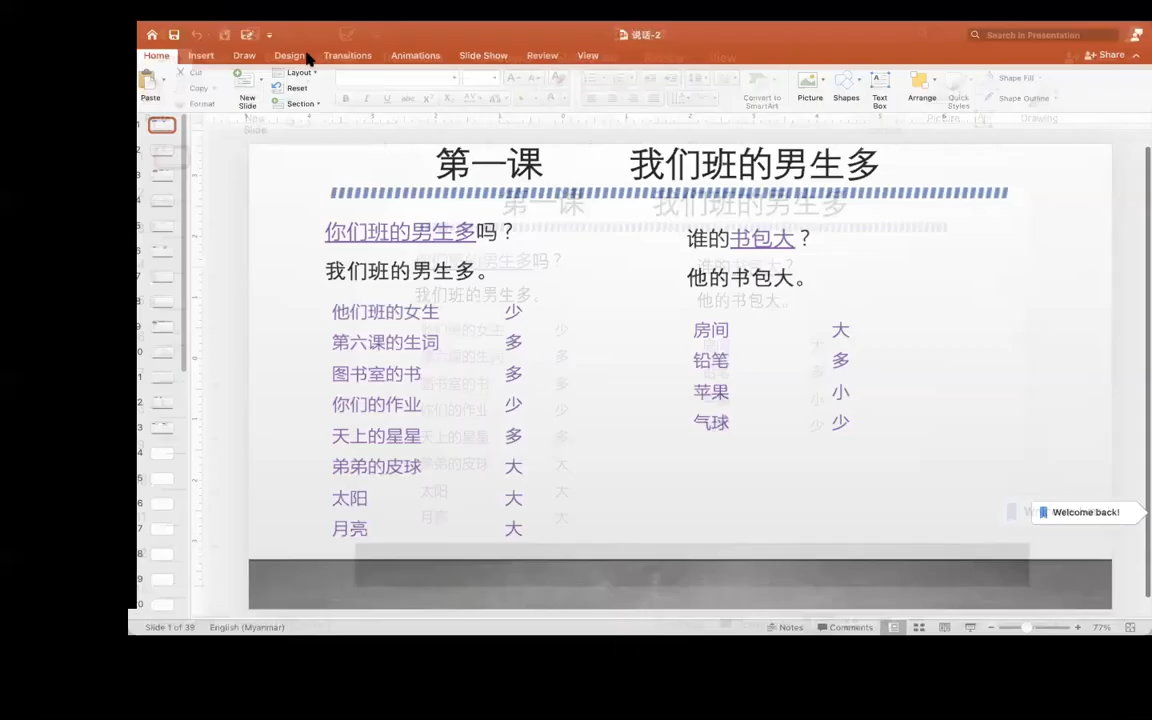 说话-2
Search in Presentation
Home Insert Draw Design Transitions Animations Slide Show Review View
Share
Paste
Cut
Copy
Format
New Slide
Layout
Reset
Section
Convert to SmartArt
Picture
Shapes
Text Box
Arrange
Quick Styles
Shape Fill
Shape Outline
第一课 我们班的男生多
你们班的男生多吗？
我们班的男生多。
他们班的女生 少
第六课的生词 多
图书室的书 多
你们的作业 少
天上的星星 多
弟弟的皮球 大
太阳 大
月亮 大
谁的书包大？
他的书包大。
房间 大
铅笔 多
苹果 小
气球 少
Welcome back!
Slide 1 of 39 English (Myanmar)
Notes Comments 77%